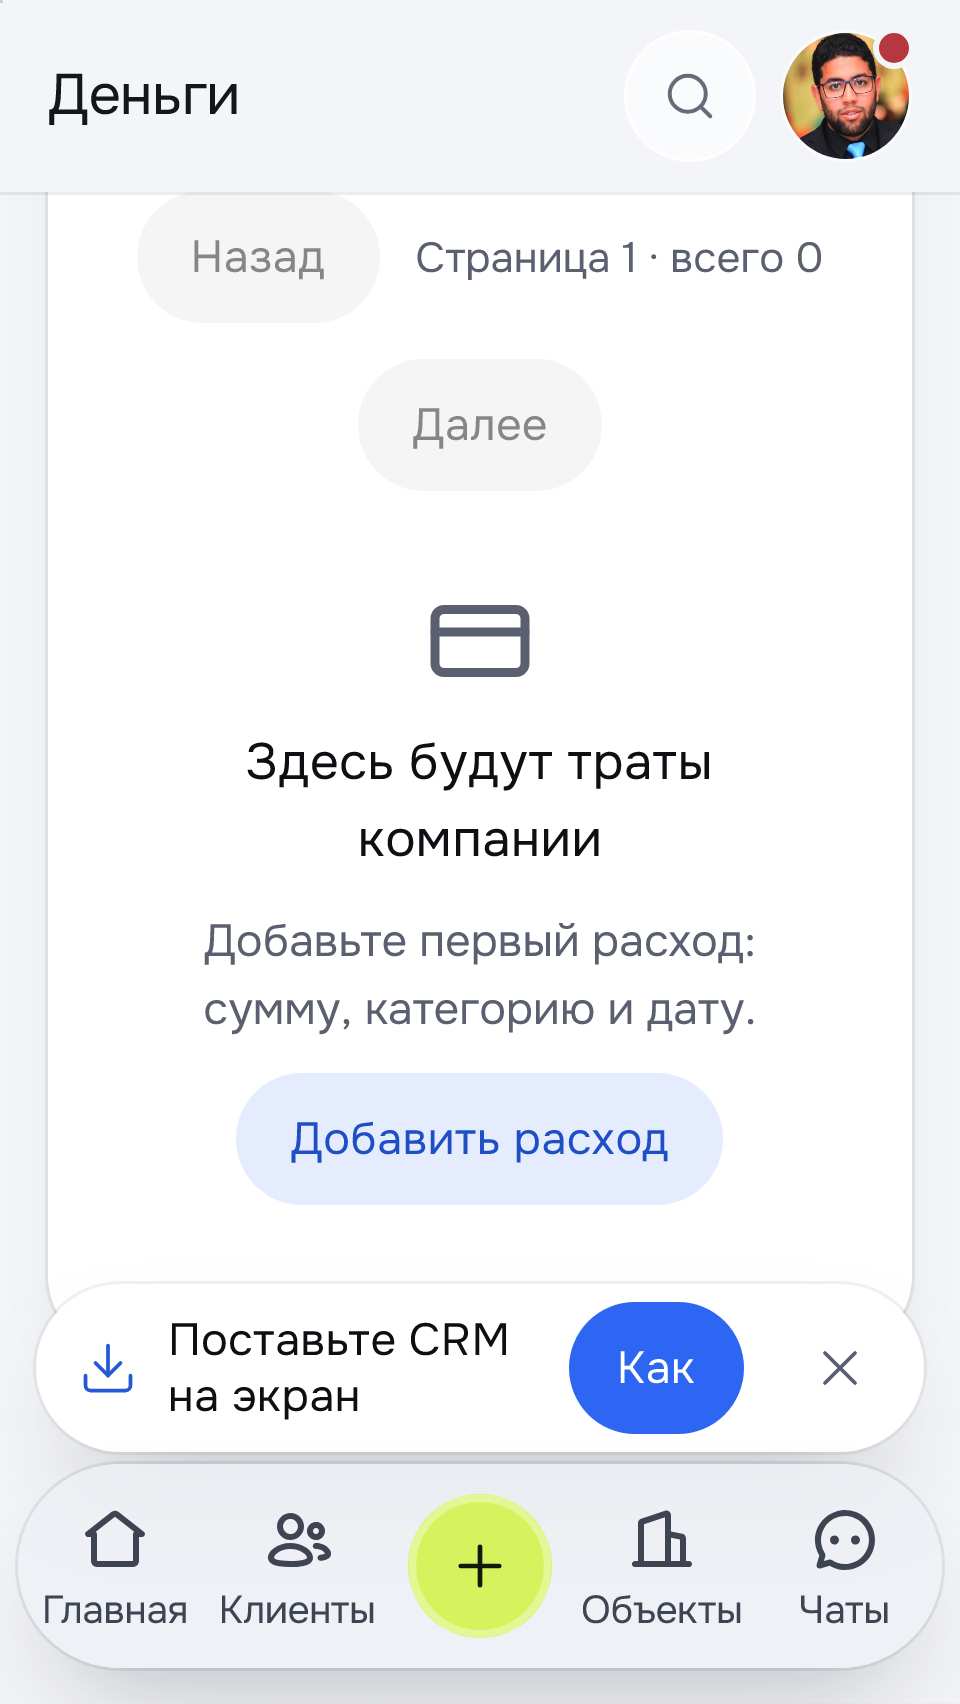 Деньги
Назад
Страница 1 · всего 0
Далее
Здесь будут траты
компании
Добавьте первый расход:
сумму, категорию и дату.
Добавить расход
Поставьте CRM
на экран
Как
Главная
Клиенты
Объекты
Чаты